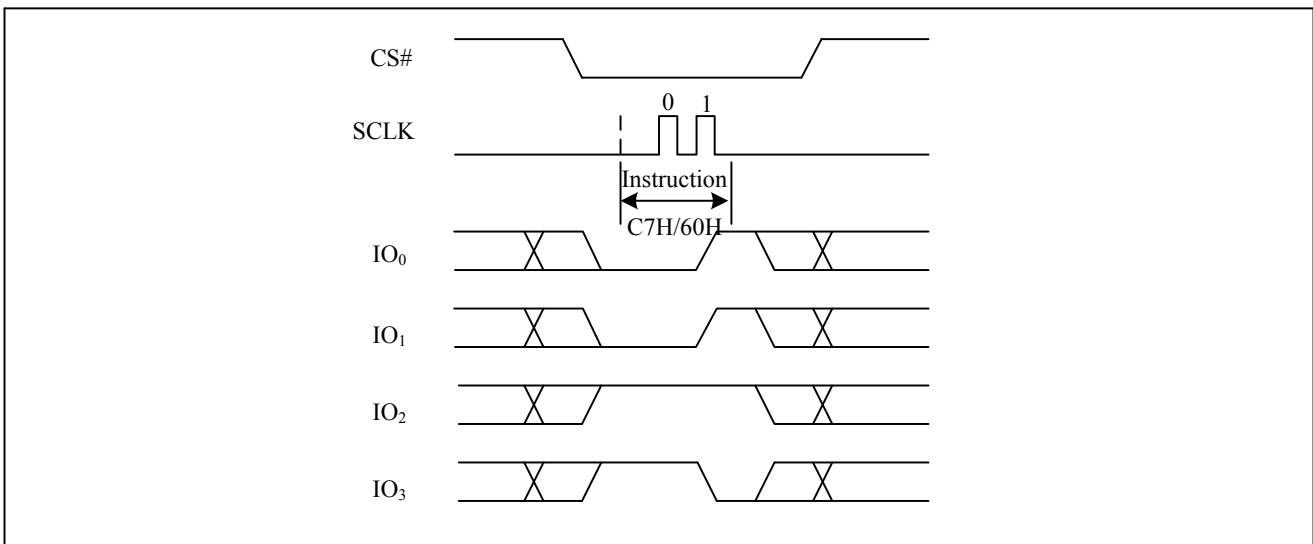 CS#
0 1
SCLK
Instruction
C7H/60H
IO₀
IO₁
IO₂
IO₃